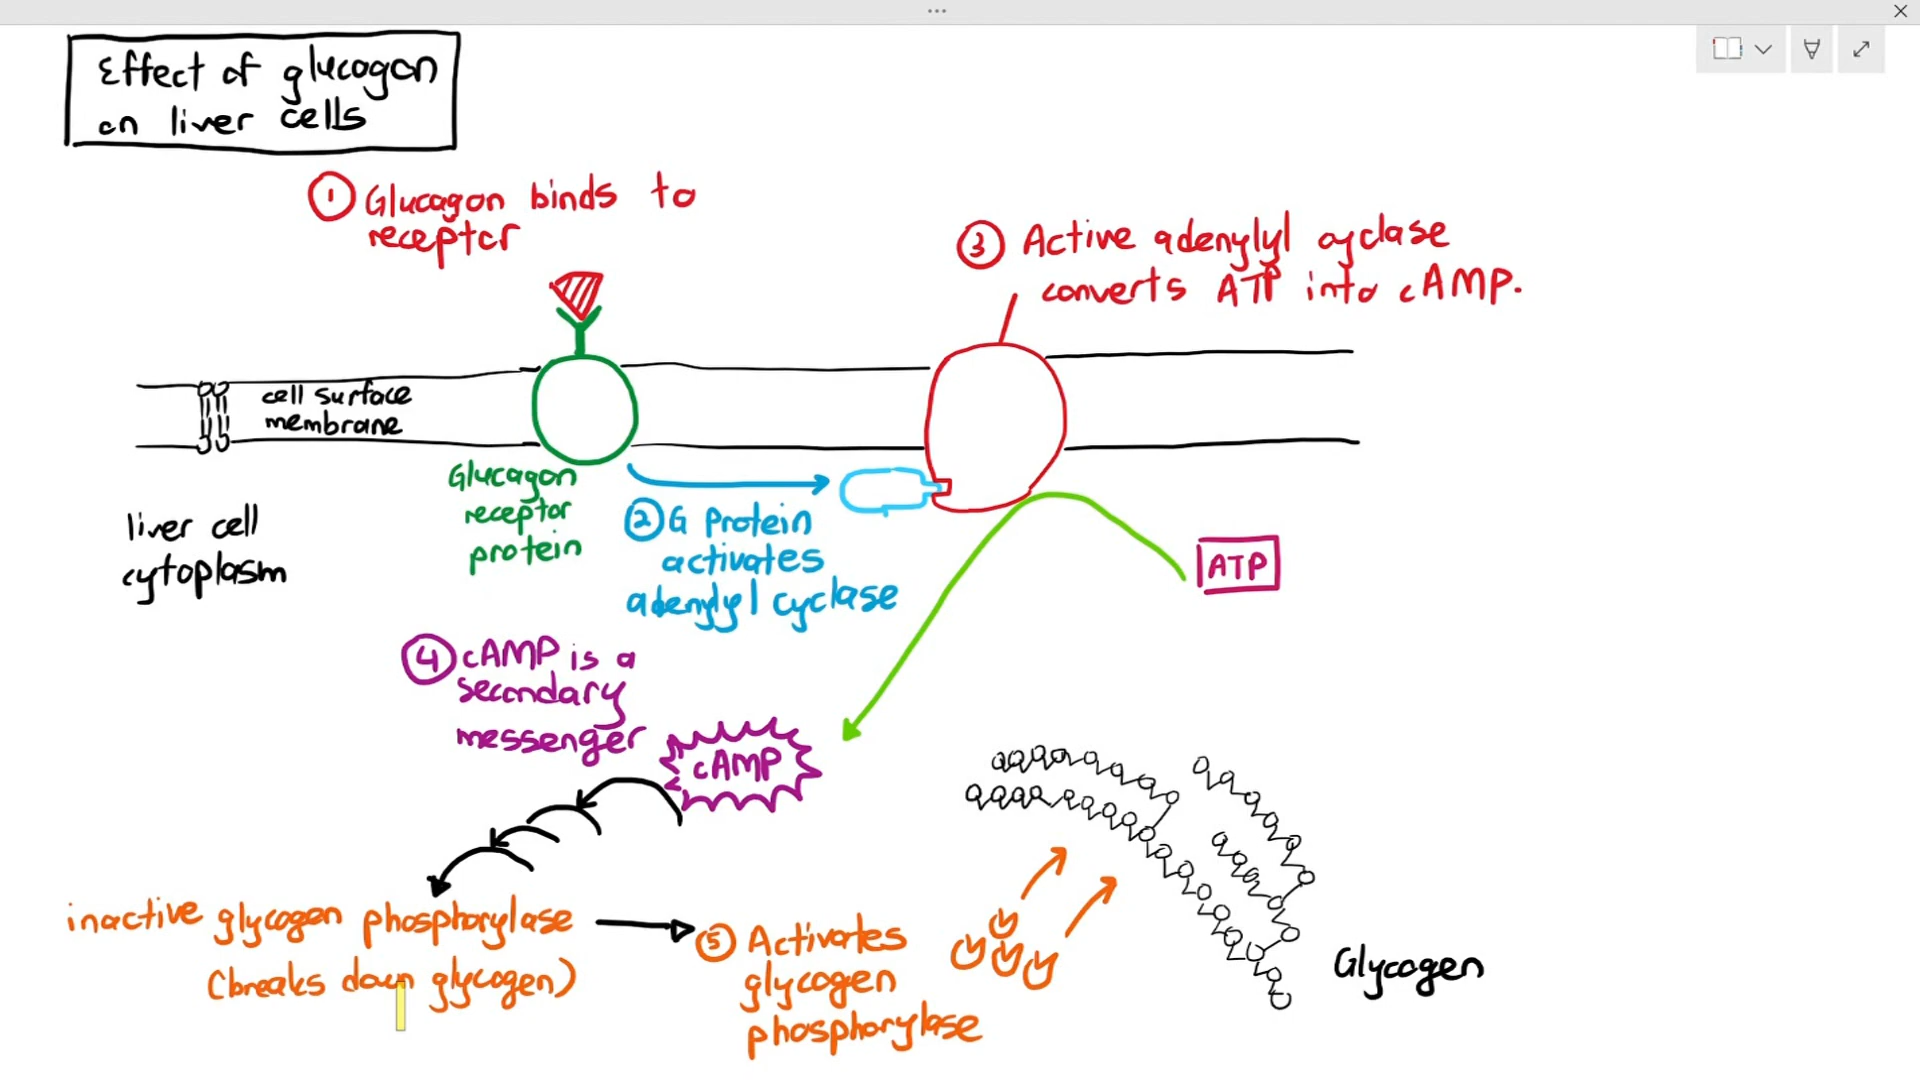 Effect of glucogon
on liver cells
① Glucagon binds to
receptor
③ Active adenylyl cyclase
converts ATP into cAMP.
cell surface
membrane
Glucagon
receptor
protein
liver cell
cytoplasm
② G Protein
activates
adenylyl cyclase
ATP
④ cAMP is a
secondary
messenger
cAMP
inactive glycogen phosphorylase
(breaks down glycogen)
⑤ Activates
glycogen
phosphorylase
Glycogen